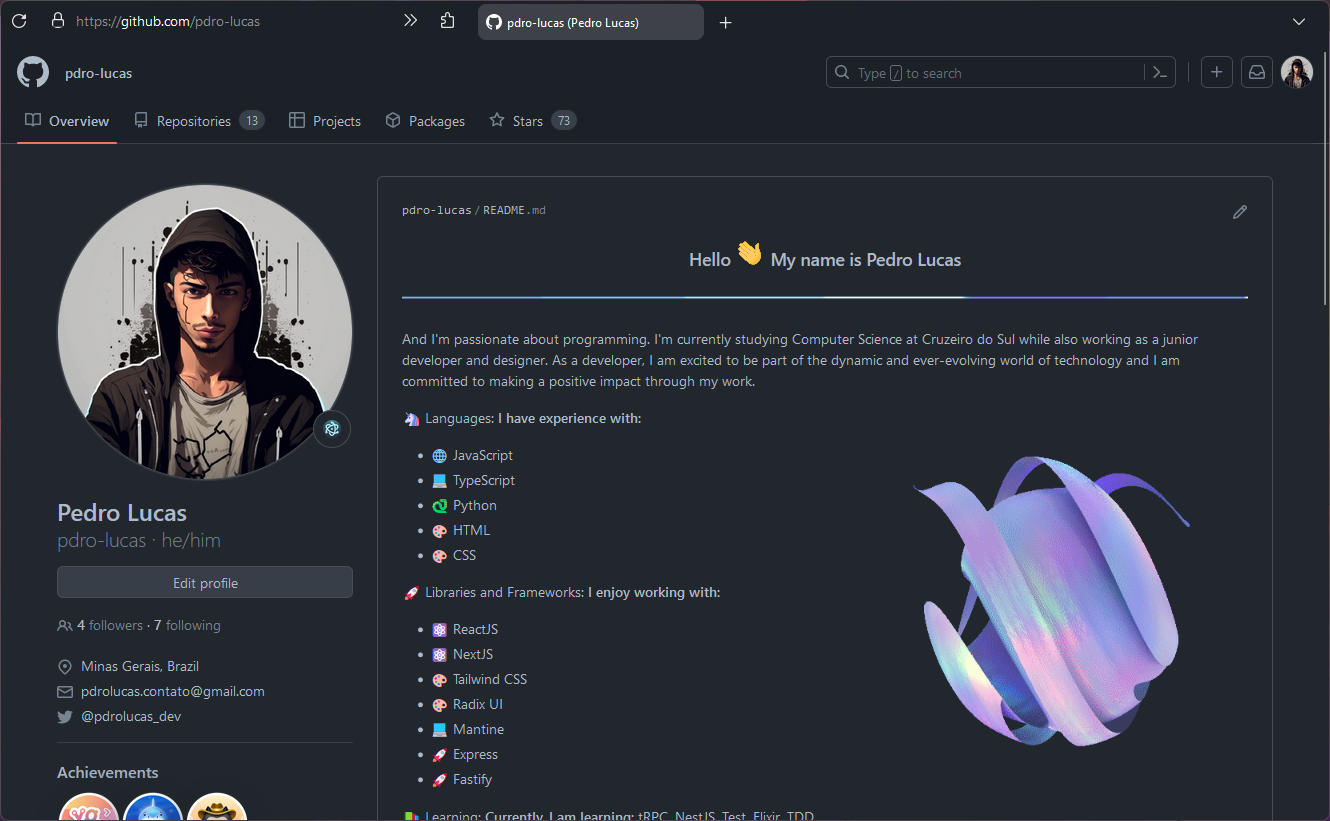 https://github.com/pdro-lucas
pdro-lucas (Pedro Lucas)
pdro-lucas
Type / to search
Overview
Repositories 13
Projects
Packages
Stars 73
pdro-lucas / README.md
Hello 👋 My name is Pedro Lucas
And I'm passionate about programming. I'm currently studying Computer Science at Cruzeiro do Sul while also working as a junior
developer and designer. As a developer, I am excited to be part of the dynamic and ever-evolving world of technology and I am
committed to making a positive impact through my work.
🦄 Languages: I have experience with:
🌐 JavaScript
💻 TypeScript
🐍 Python
🎨 HTML
🎨 CSS
🚀 Libraries and Frameworks: I enjoy working with:
⚛️ ReactJS
⚛️ NextJS
🎨 Tailwind CSS
🎨 Radix UI
💻 Mantine
🚀 Express
🚀 Fastify
📚 Learning: Currently, I am learning: tRPC, NestJS, Test, Elixir, TDD
Pedro Lucas
pdro-lucas · he/him
Edit profile
4 followers · 7 following
Minas Gerais, Brazil
pdrolucas.contato@gmail.com
@pdrolucas_dev
Achievements